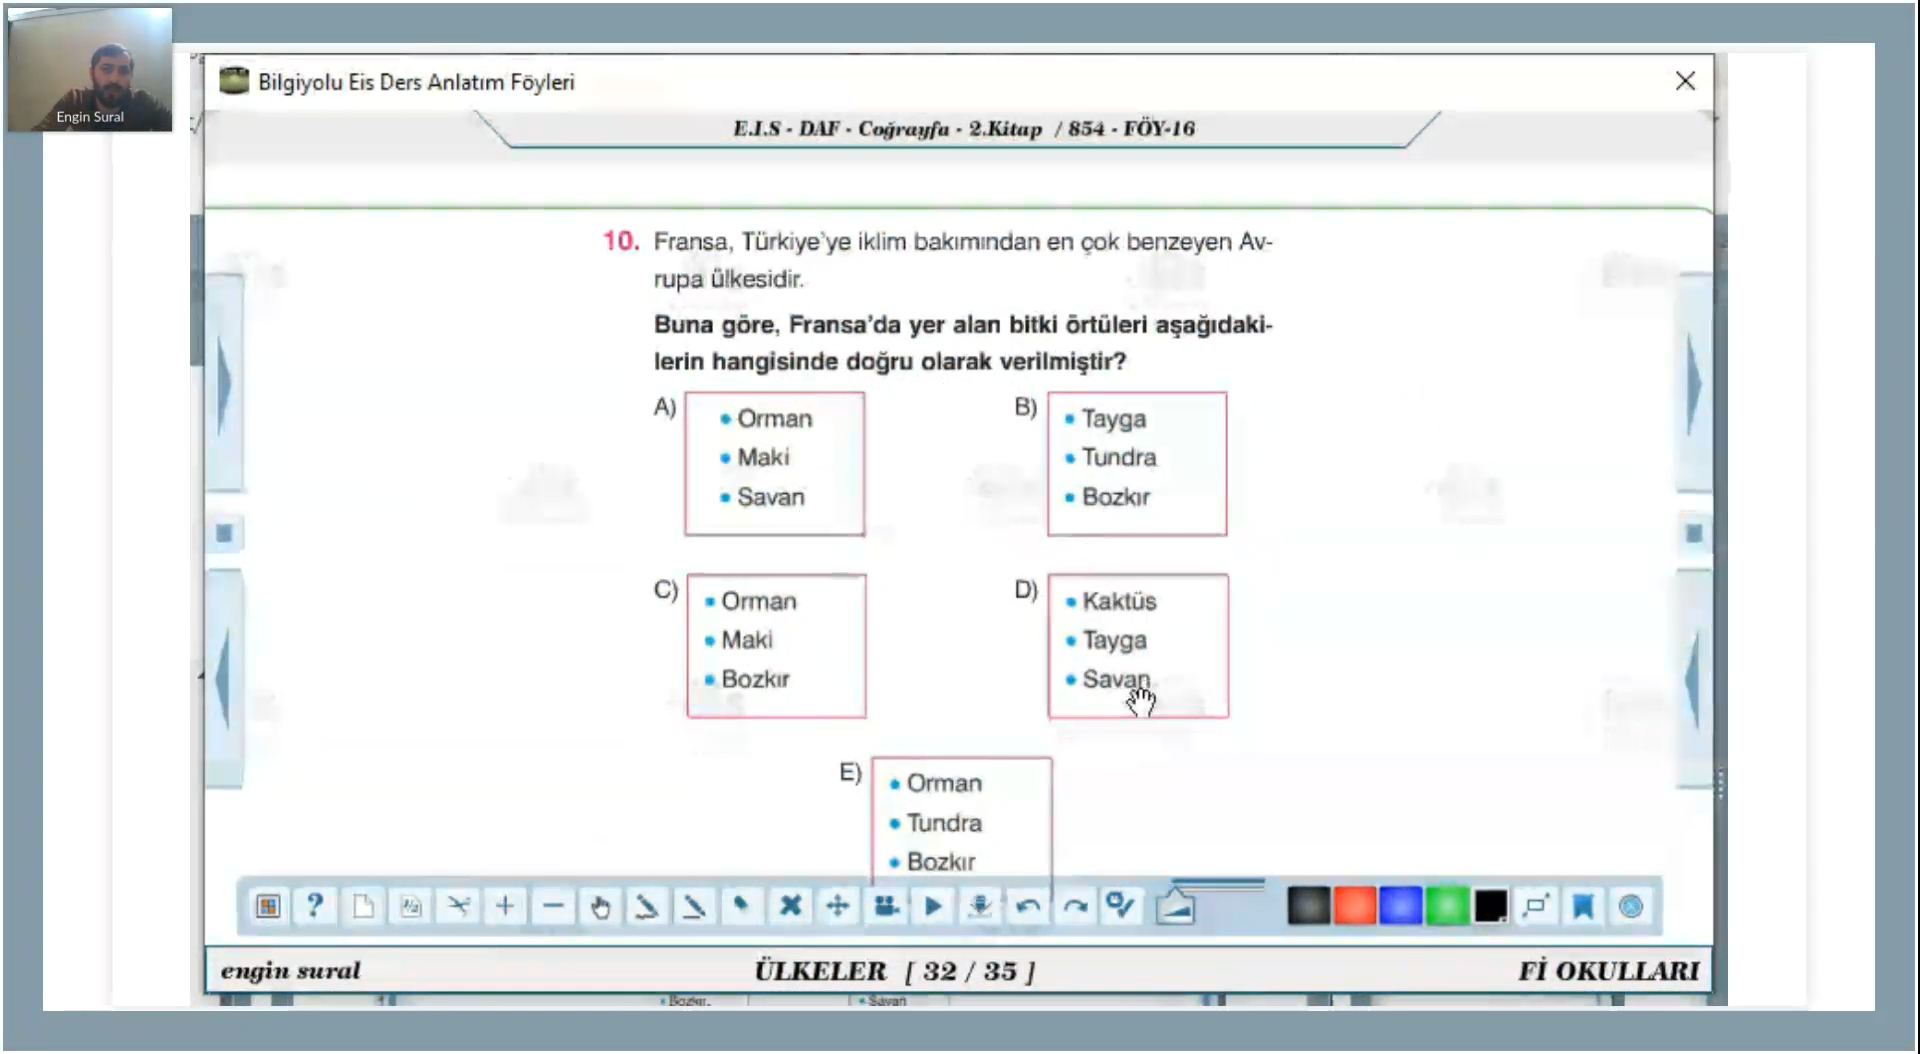 Engin Sural
Bilgiyolu Eis Ders Anlatım Föyleri
E.I.S - DAF - Coğrayfa - 2.Kitap / 854 - FÖY-16
10. Fransa, Türkiye'ye iklim bakımından en çok benzeyen Av-
rupa ülkesidir.
Buna göre, Fransa'da yer alan bitki örtüleri aşağıdaki-
lerin hangisinde doğru olarak verilmiştir?
A)
• Orman
• Maki
• Savan
B)
• Tayga
• Tundra
• Bozkır
C)
• Orman
• Maki
• Bozkır
D)
• Kaktüs
• Tayga
• Savan
E)
• Orman
• Tundra
• Bozkır
engin sural
ÜLKELER [ 32 / 35 ]
Fİ OKULLARI
• Bozkır.
• Savan